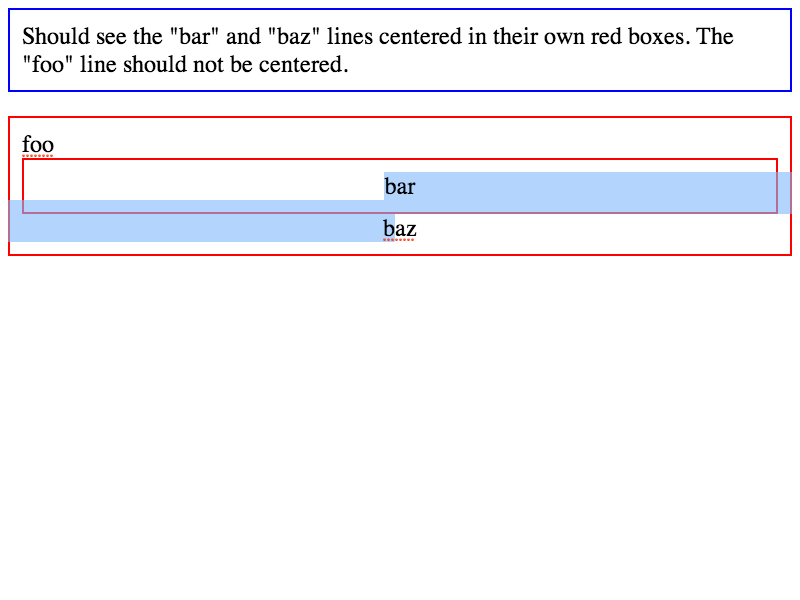 Should see the "bar" and "baz" lines centered in their own red boxes. The
"foo" line should not be centered.
foo
bar
baz